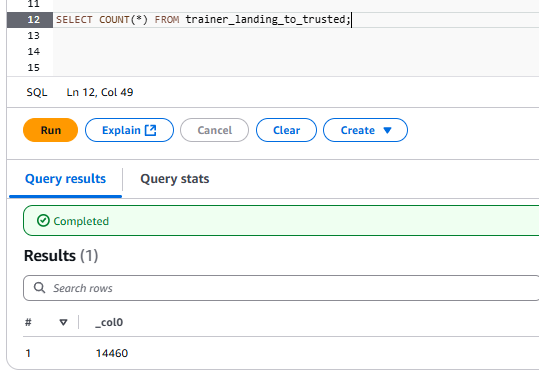 11
12 SELECT COUNT(*) FROM trainer_landing_to_trusted;
13
14
15
SQL Ln 12, Col 49
Run Explain Cancel Clear Create
Query results Query stats
Completed
Results (1)
Search rows
# _col0
1 14460